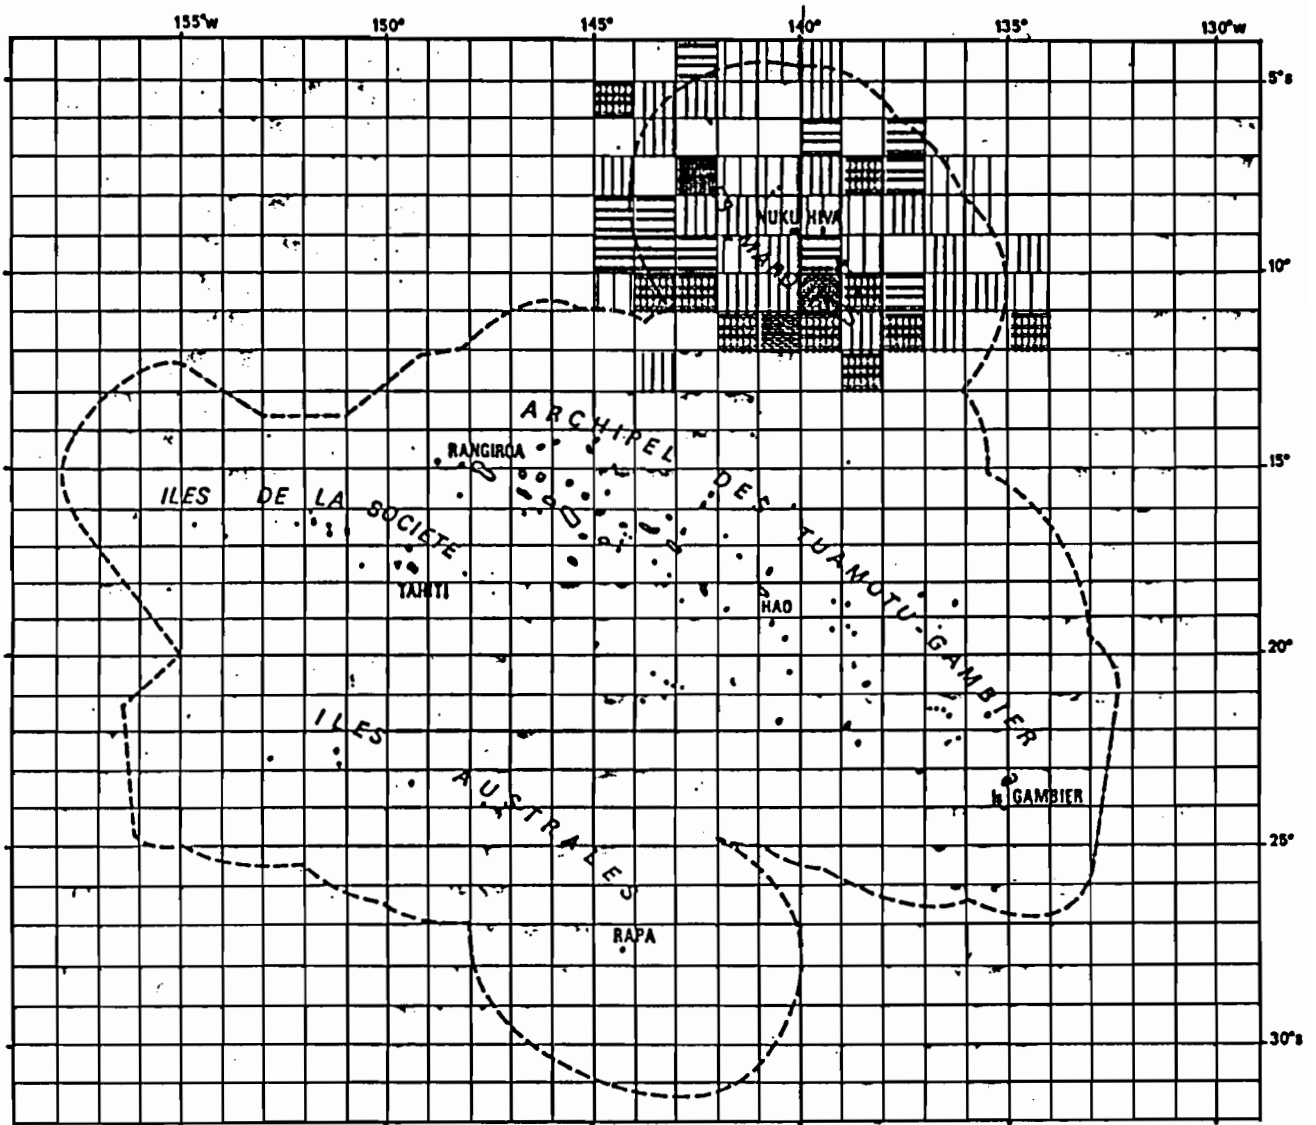 155°W 150° 145° 140° 135° 130°W
5°S
NUKU HIVA
MARQ
10°
ARCHIPEL DES TUAMOTU-GAMBIER
RANGIROA
15°
ILES DE LA SOCIETE
TAHITI
HAO
20°
ILES AUSTRALES
Is GAMBIER
25°
RAPA
30°S